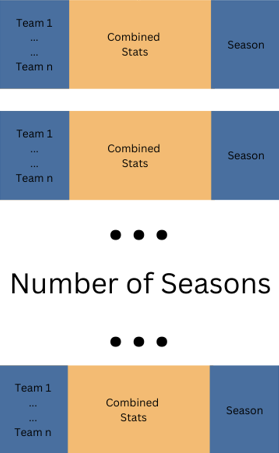 Team 1
...
...
Team n
Combined
Stats
Season
Team 1
...
...
Team n
Combined
Stats
Season
Number of Seasons
Team 1
...
...
Team n
Combined
Stats
Season